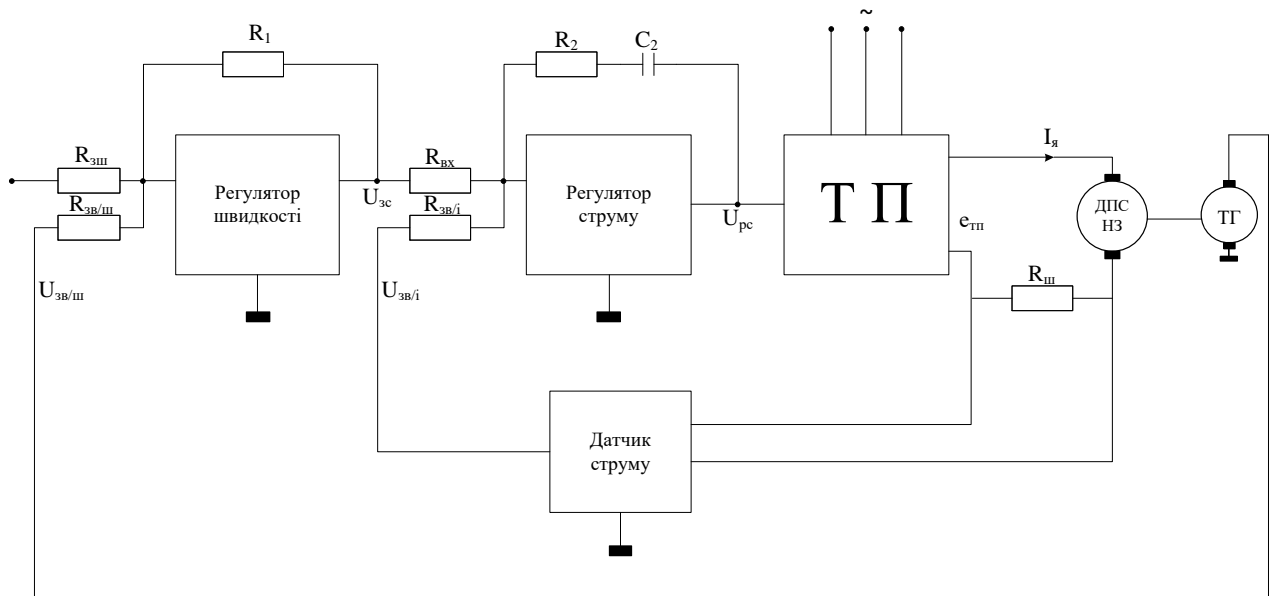 ~
R₁
R₂
C₂
Rзш
Rзв/ш
Регулятор
швидкості
Uзс
Rвх
Rзв/і
Регулятор
струму
Uрс
Т П
Iя
eтп
ДПС
НЗ
ТГ
Uзв/ш
Uзв/і
Rш
Датчик
струму